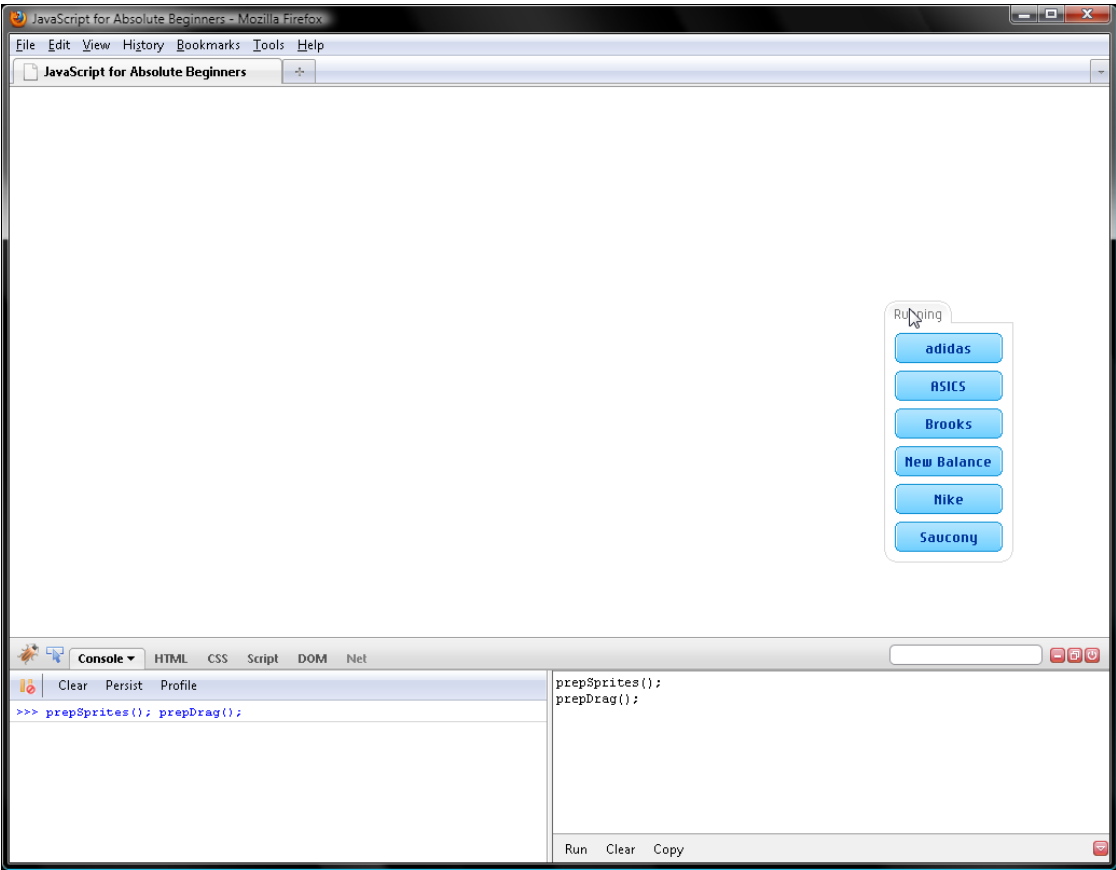 JavaScript for Absolute Beginners - Mozilla Firefox
File Edit View History Bookmarks Tools Help
JavaScript for Absolute Beginners
Running
adidas
ASICS
Brooks
New Balance
Nike
Saucony
Console HTML CSS Script DOM Net
Clear Persist Profile
>>> prepSprites(); prepDrag();
prepSprites();
prepDrag();
Run Clear Copy